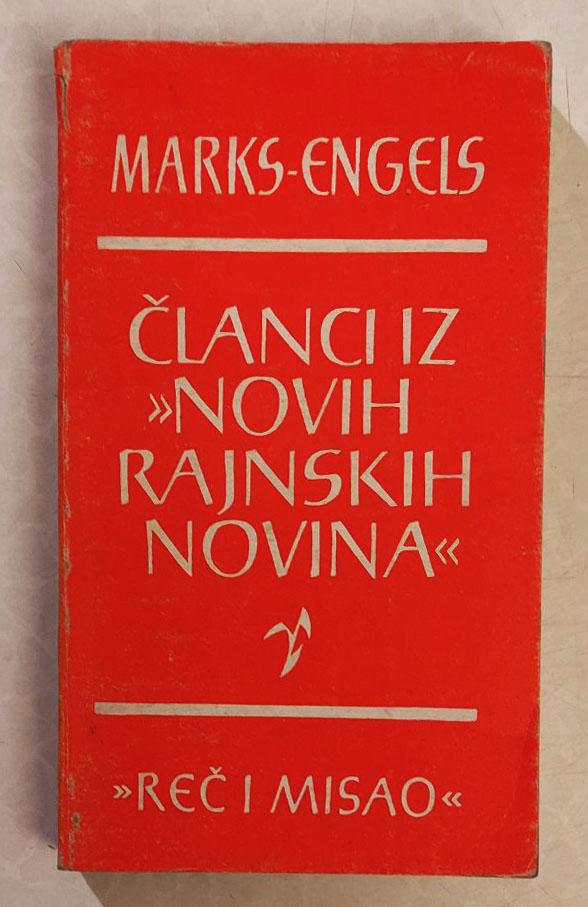 MARKS-ENGELS
ČLANCI IZ
»NOVIH
RAJNSKIH
NOVINA«
»REČ I MISAO«